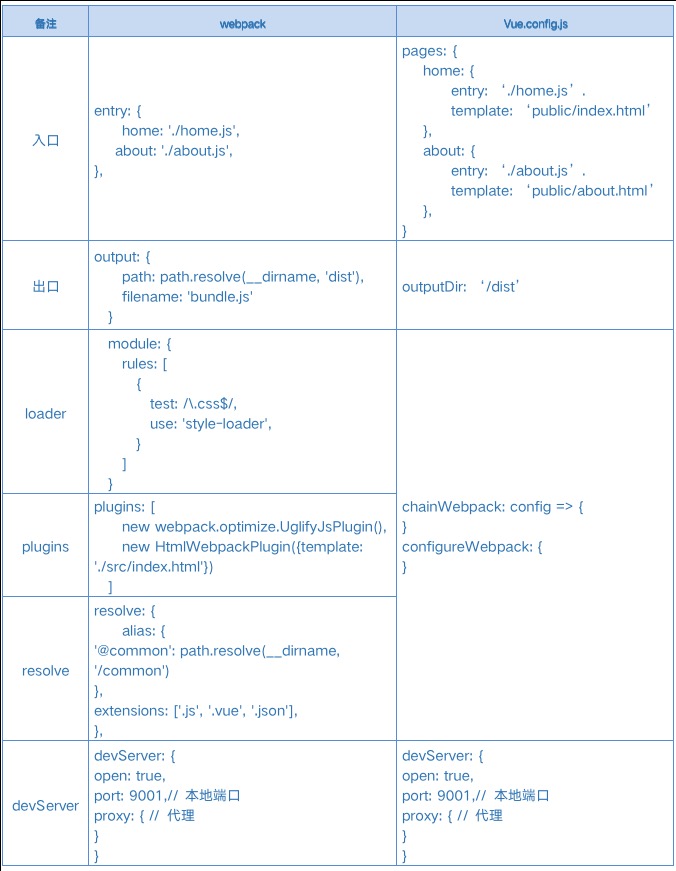 备注 webpack Vue.config.js
入口
entry: {
home: './home.js',
about: './about.js',
},
pages: {
home: {
entry: ‘./home.js’.
template: ‘public/index.html’
},
about: {
entry: ‘./about.js’.
template: ‘public/about.html’
},
}
出口
output: {
path: path.resolve(__dirname, 'dist'),
filename: 'bundle.js'
}
outputDir: ‘/dist’
loader
module: {
rules: [
{
test: /\.css$/,
use: 'style-loader',
}
]
}
plugins
plugins: [
new webpack.optimize.UglifyJsPlugin(),
new HtmlWebpackPlugin({template:
'./src/index.html'})
]
resolve
resolve: {
alias: {
'@common': path.resolve(__dirname,
'/common')
},
extensions: ['.js', '.vue', '.json'],
},
chainWebpack: config => {
}
configureWebpack: {
}
devServer
devServer: {
open: true,
port: 9001,// 本地端口
proxy: { // 代理
}
}
devServer: {
open: true,
port: 9001,// 本地端口
proxy: { // 代理
}
}